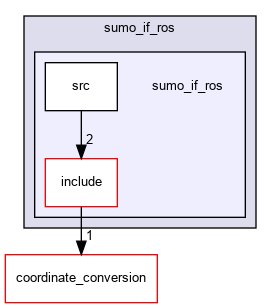 sumo_if_ros
src
sumo_if_ros
2
include
1
coordinate_conversion